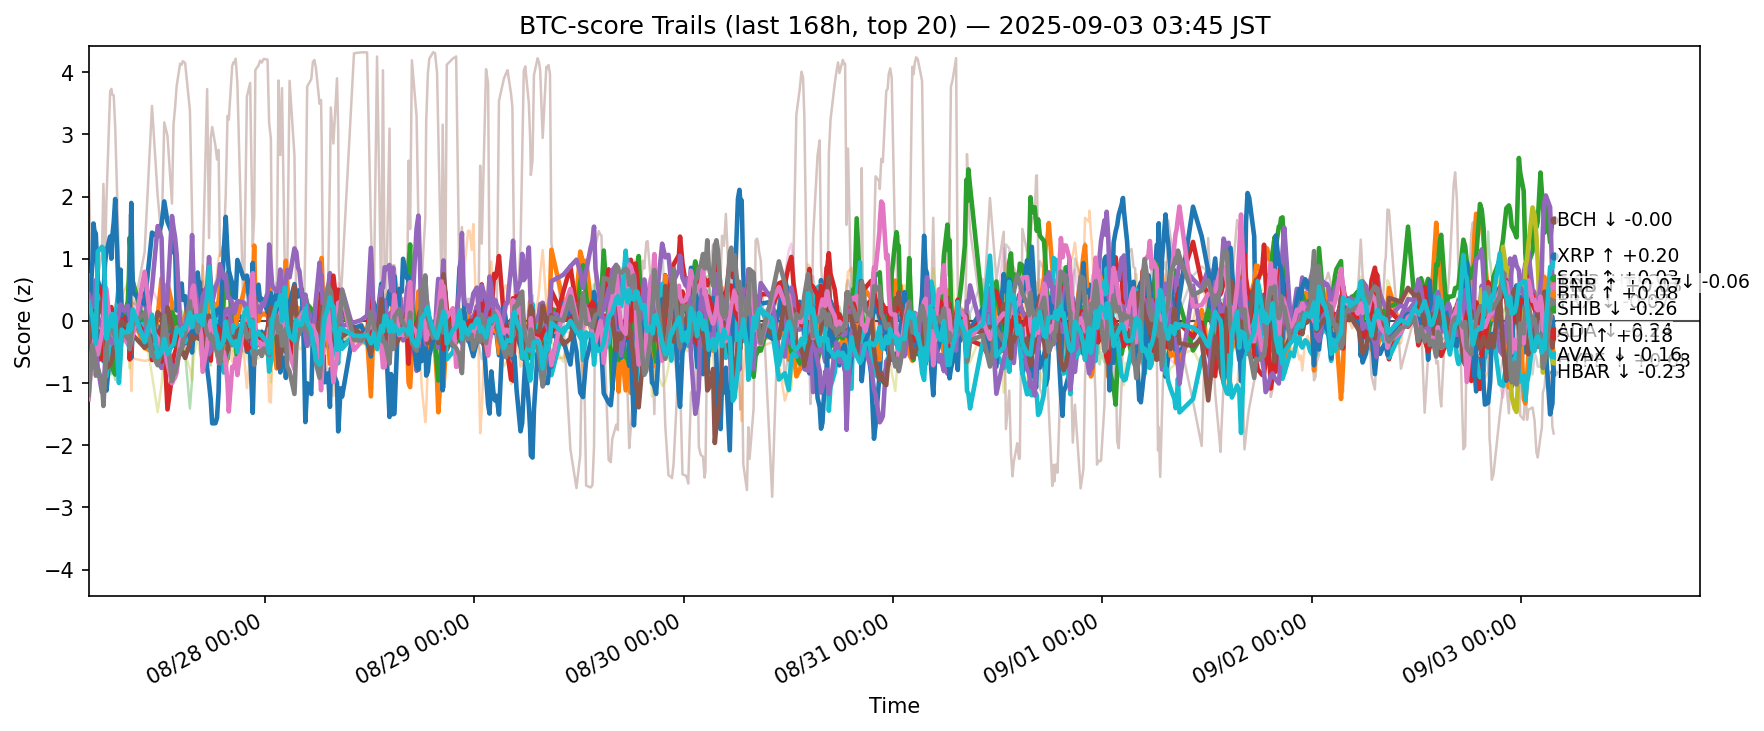 BTC-score Trails (last 168h, top 20) — 2025-09-03 03:45 JST
Score (z)
4
3
2
1
0
−1
−2
−3
−4
BCH ↓ -0.00
XRP ↑ +0.20
↓ -0.06
BTC ↑ +0.08
SHIB ↓ -0.26
SUI ↑ +0.18
AVAX ↓ -0.16
HBAR ↓ -0.23
08/28 00:00
08/29 00:00
08/30 00:00
08/31 00:00
09/01 00:00
09/02 00:00
09/03 00:00
Time